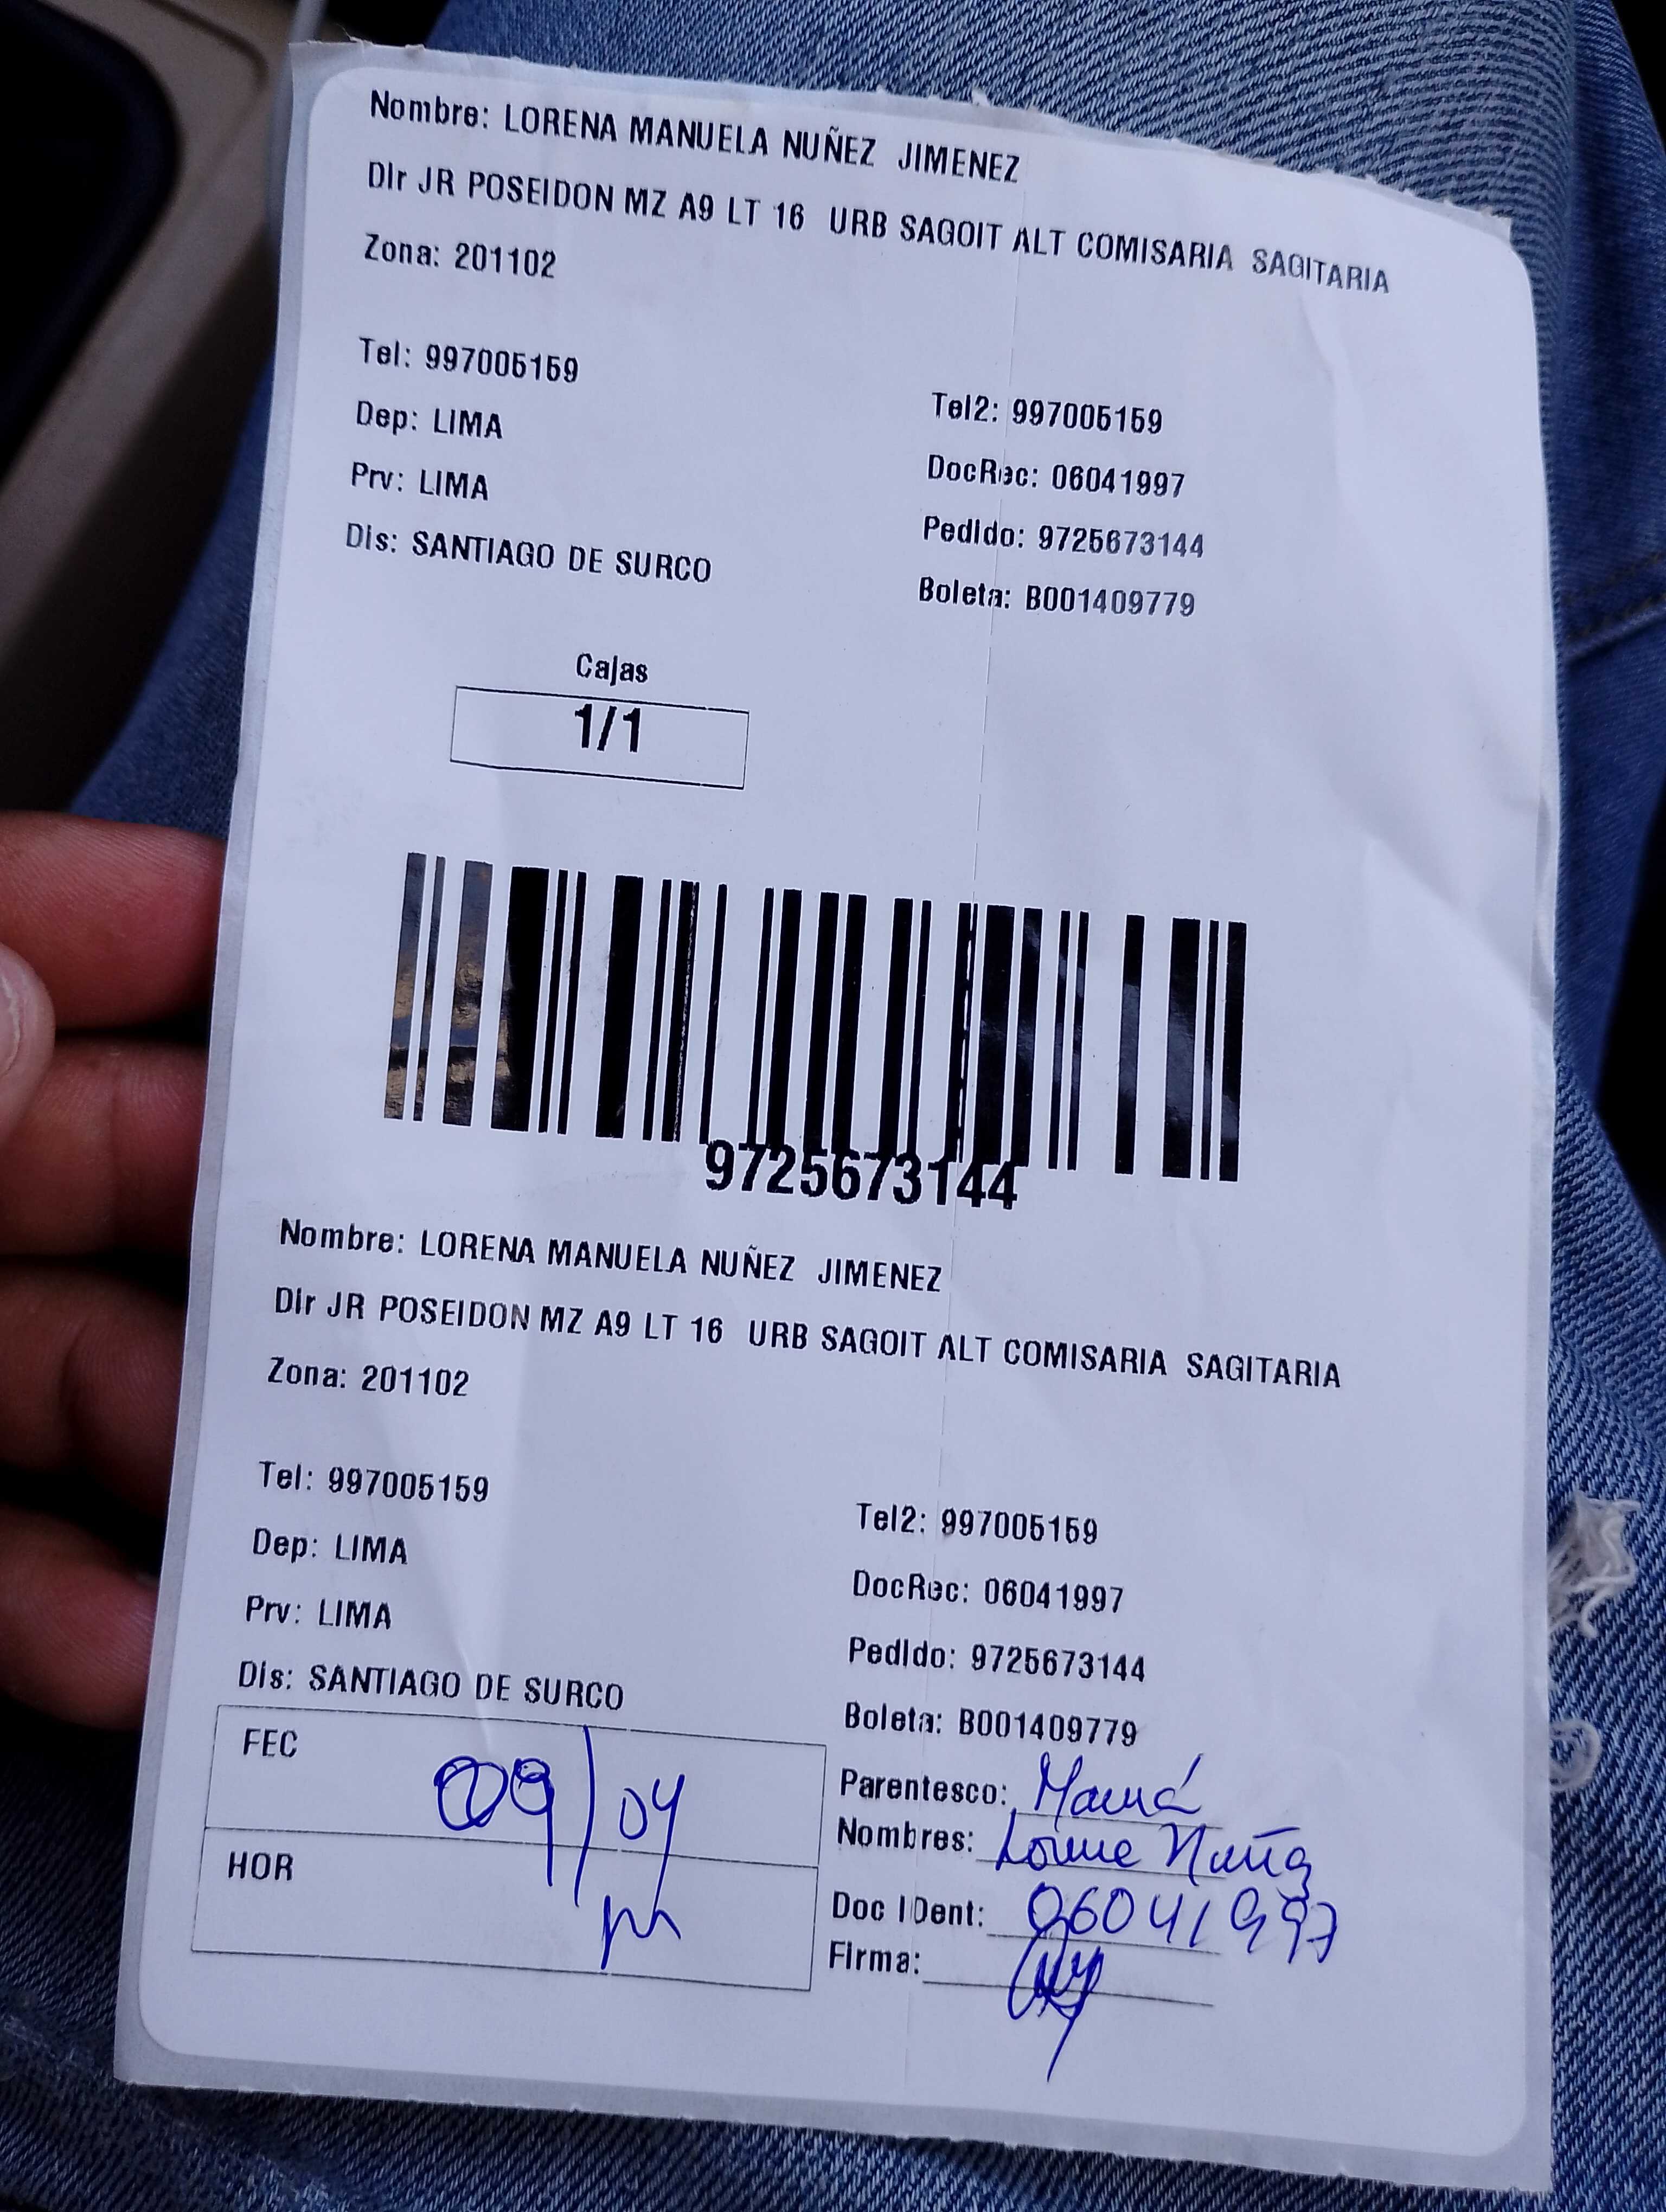 Nombre: LORENA MANUELA NUÑEZ JIMENEZ
Dir JR POSEIDON MZ A9 LT 16 URB SAGOIT ALT COMISARIA SAGITARIA
Zona: 201102
Tel: 997005159
Tel2: 997005159
Dep: LIMA
DocRec: 06041997
Prv: LIMA
Pedido: 9725673144
Dis: SANTIAGO DE SURCO
Boleta: B001409779
Cajas
1/1
9725673144
Nombre: LORENA MANUELA NUÑEZ JIMENEZ
Dir JR POSEIDON MZ A9 LT 16 URB SAGOIT ALT COMISARIA SAGITARIA
Zona: 201102
Tel: 997005159
Tel2: 997005159
Dep: LIMA
DocRec: 06041997
Prv: LIMA
Pedido: 9725673144
Dis: SANTIAGO DE SURCO
Boleta: B001409779
FEC 09/04
HOR
Parentesco: Mamá
Nombres: Nuñez
Doc IDent: 06041997
Firma: